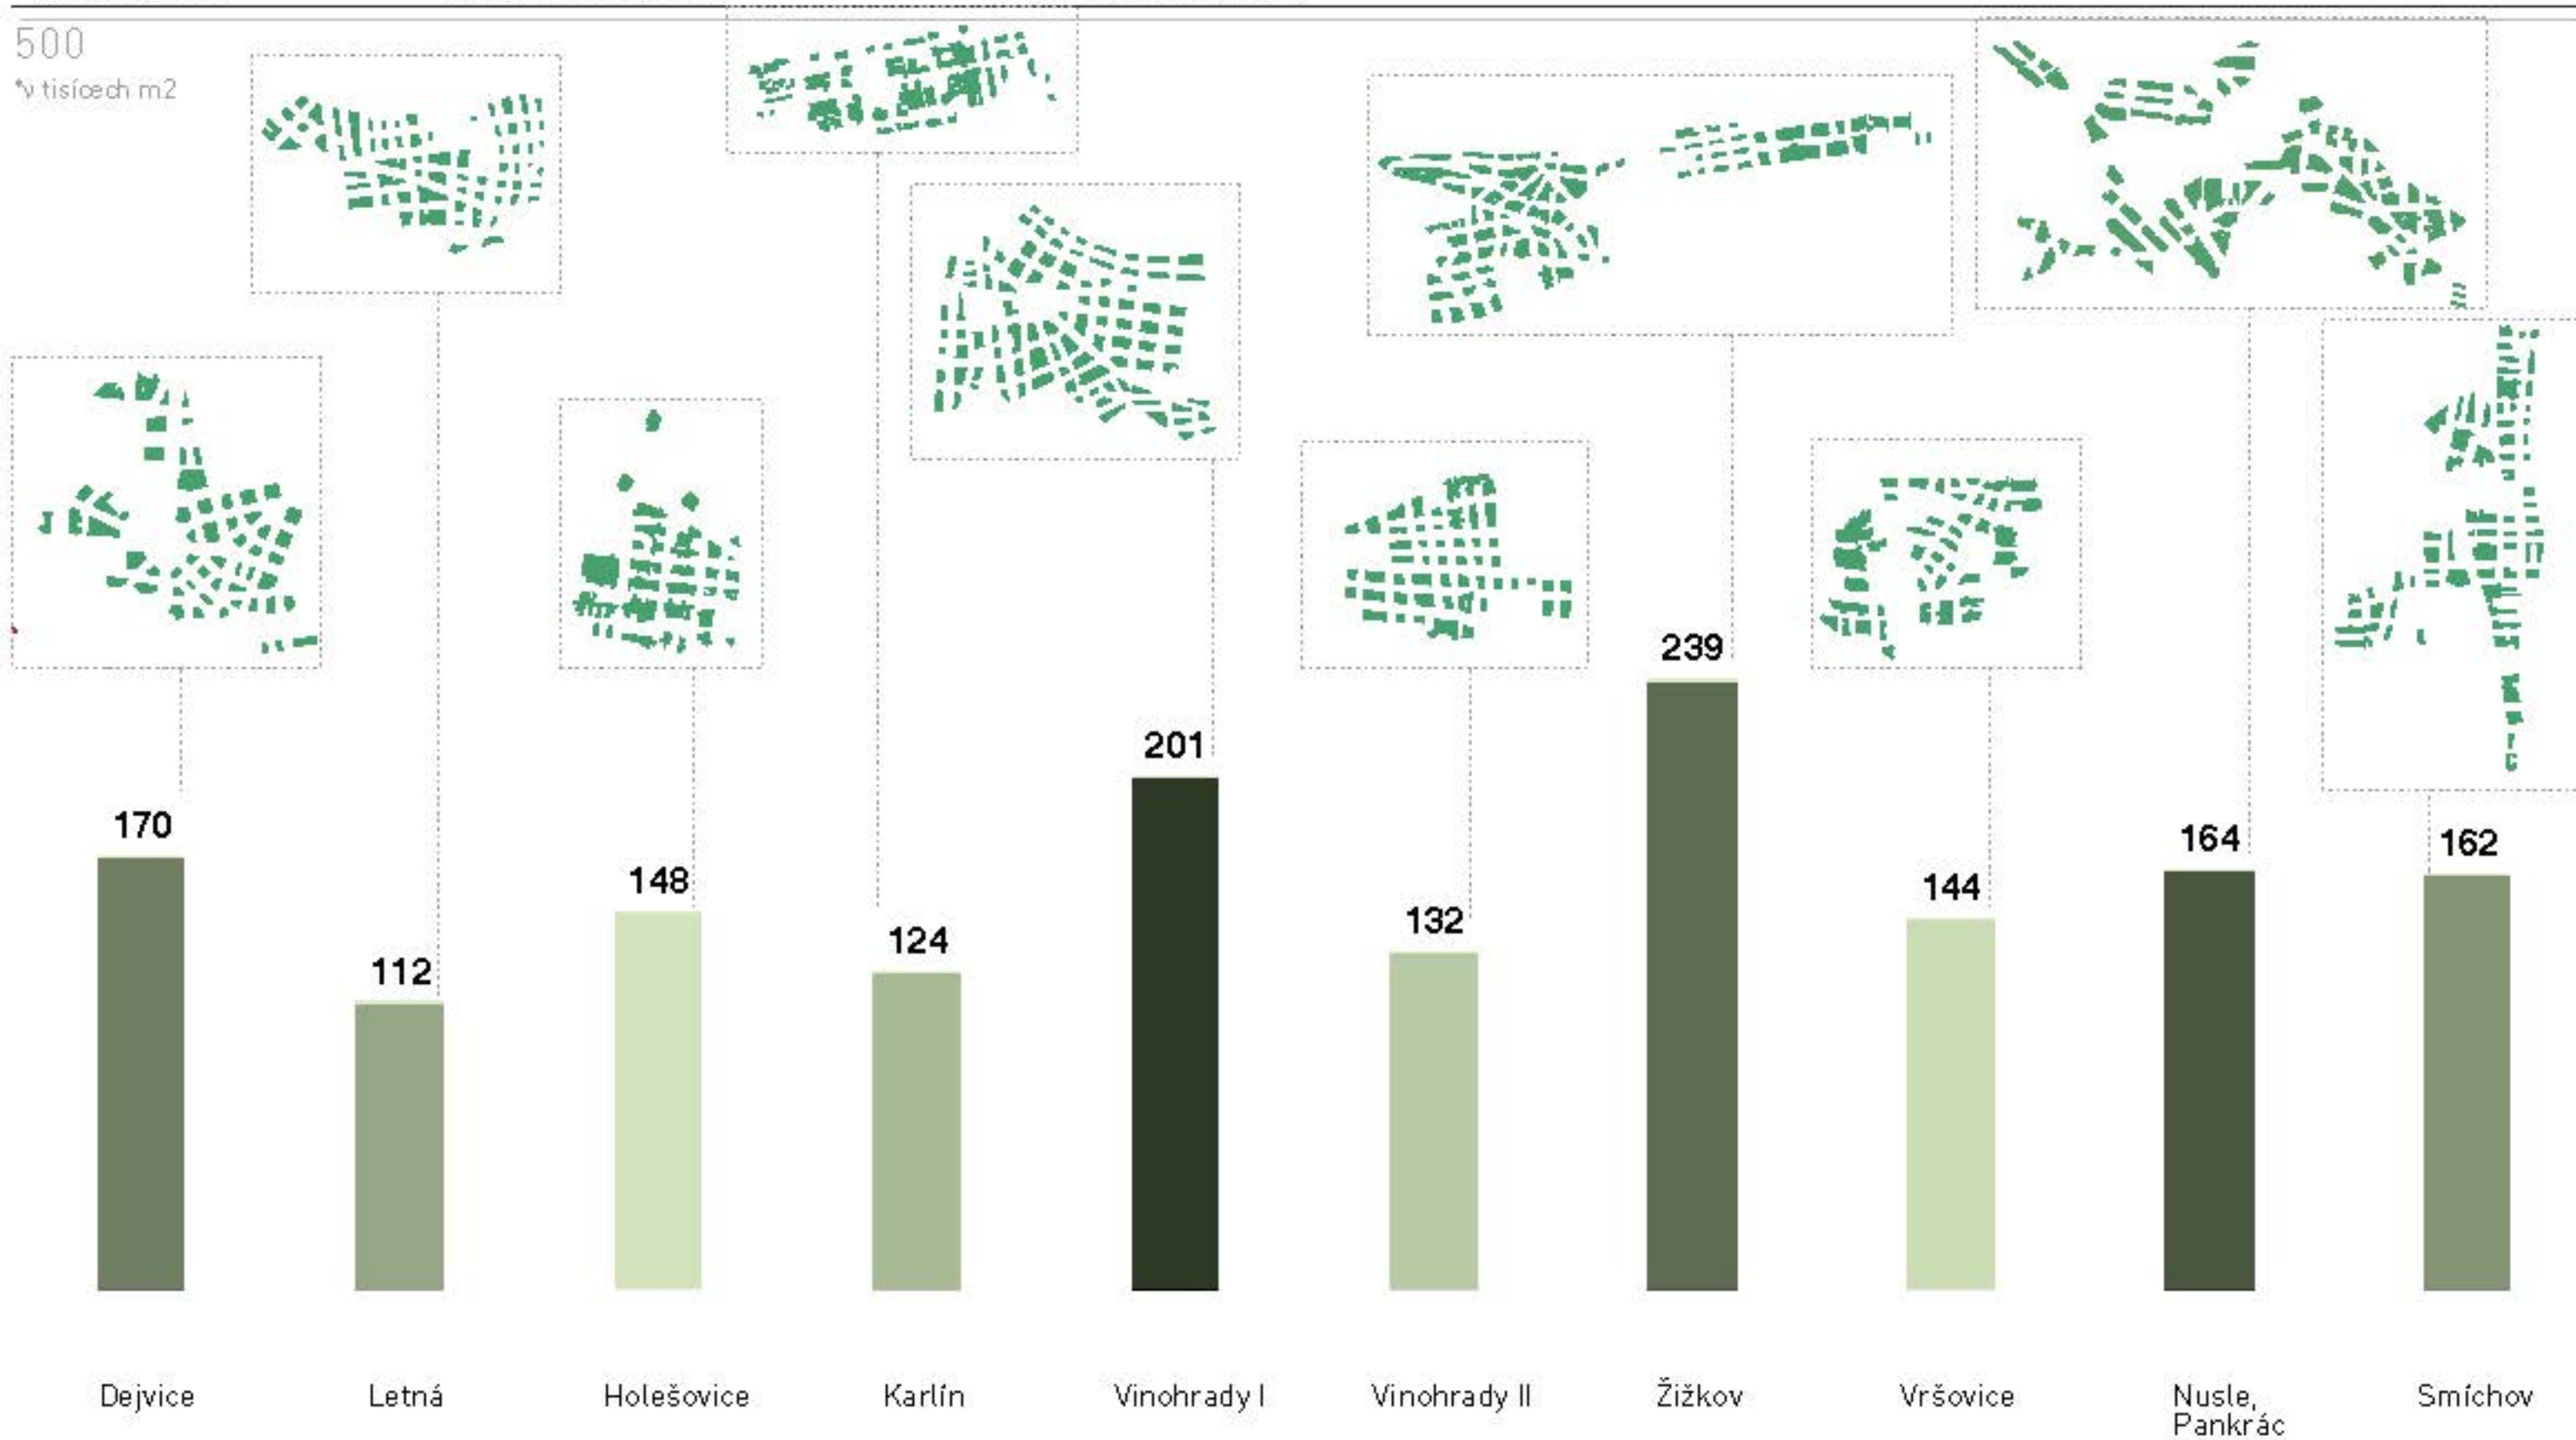 500
*v tisících m2
239
201
170
164
162
148
144
132
124
112
Dejvice
Letná
Holešovice
Karlín
Vinohrady I
Vinohrady II
Žižkov
Vršovice
Nusle,
Pankrác
Smíchov